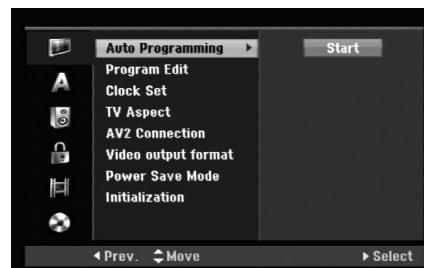 Auto Programming Start
Program Edit
A
Clock Set
TV Aspect
AV2 Connection
Video output format
Power Save Mode
Initialization
Prev. Move Select